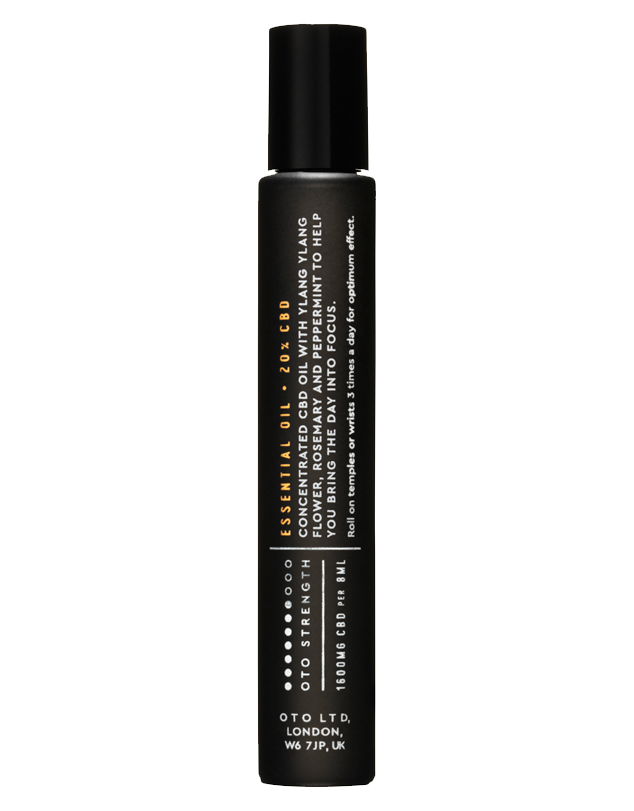 ESSENTIAL OIL • 20% CBD
CONCENTRATED CBD OIL WITH YLANG YLANG
FLOWER, ROSEMARY AND PEPPERMINT TO HELP
YOU BRING THE DAY INTO FOCUS.
Roll on temples or wrists 3 times a day for optimum effect.
OTO STRENGTH
1600MG CBD PER 8ML
OTO LTD,
LONDON,
W6 7JP, UK